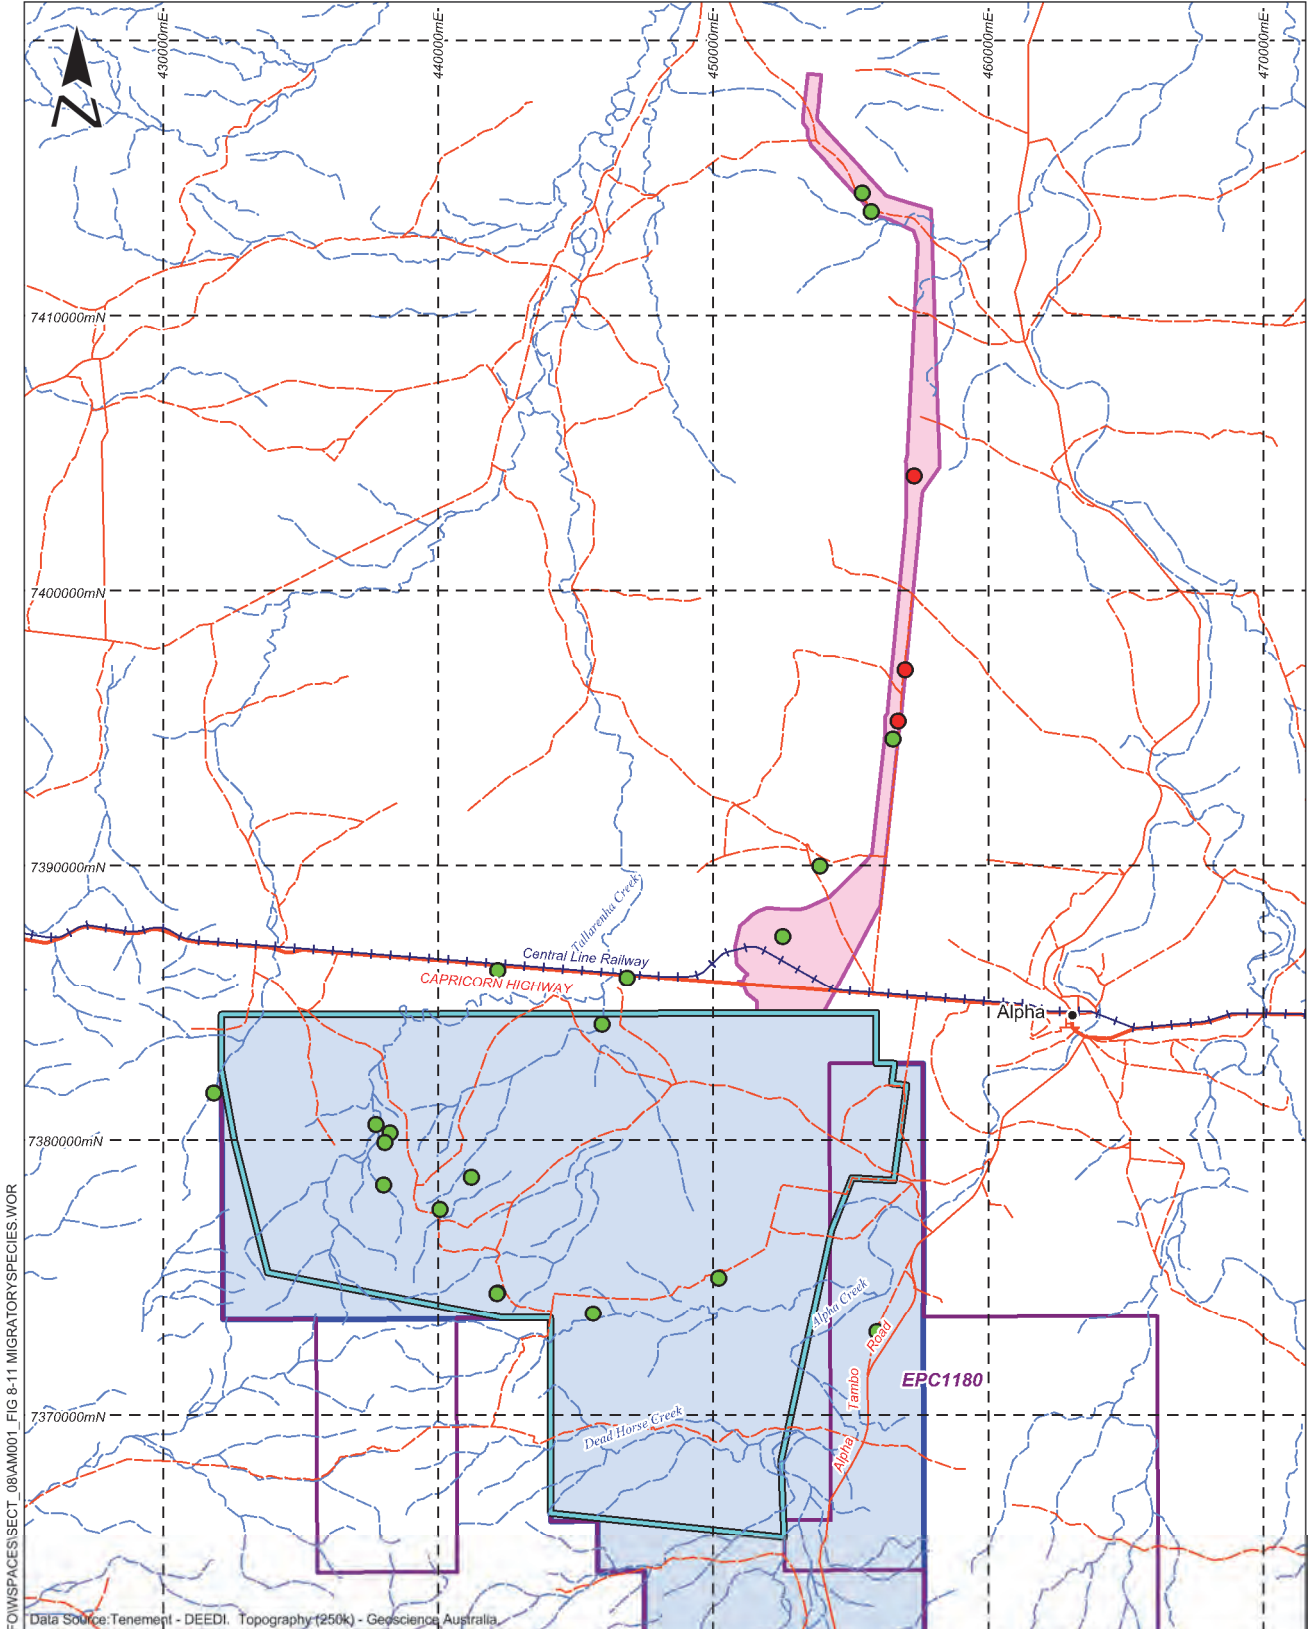 430000mE
440000mE
450000mE
460000mE
470000mE
N
7410000mN
7400000mN
7390000mN
Tallarenha Creek
Central Line Railway
CAPRICORN HIGHWAY
Alpha
7380000mN
Alpha Creek
Road
Tambo
Alpha
EPC1180
7370000mN
Dead Horse Creek
O\WSPACES\SECT_08\AM001_FIG 8-11 MIGRATORYSPECIES.WOR
Data Source:Tenement - DEEDI. Topography (250k) - Geoscience Australia.